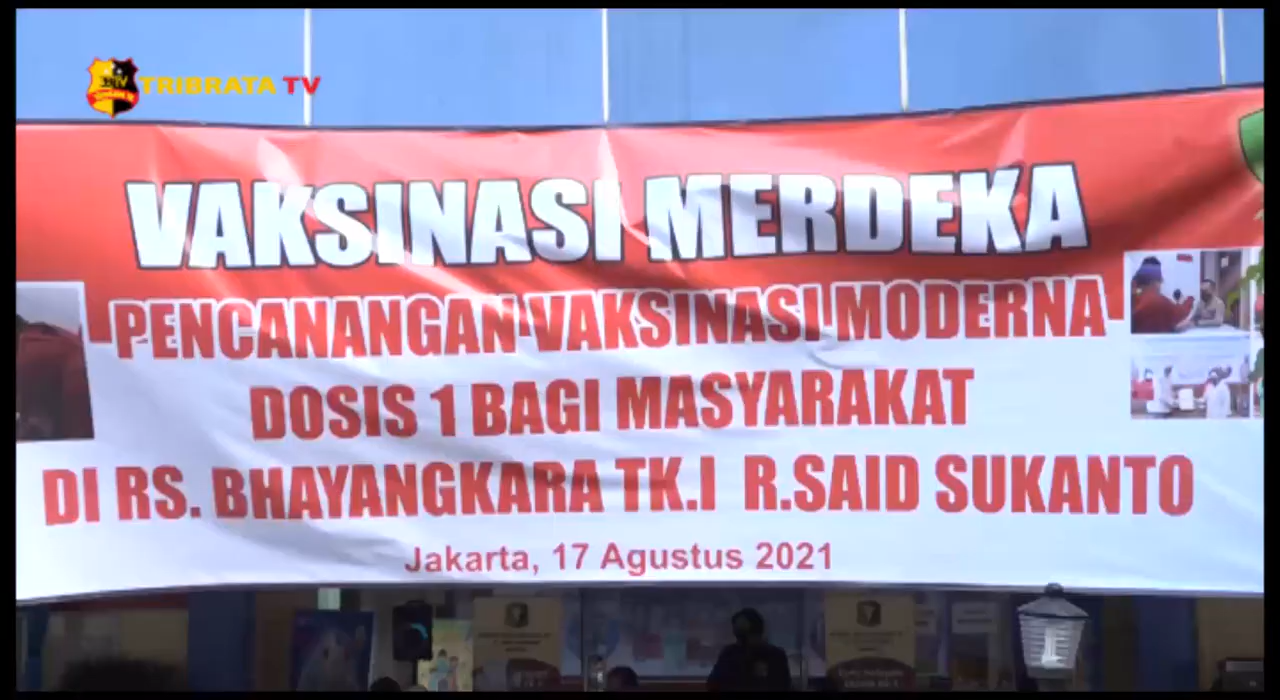 TRIBRATA TV
VAKSINASI MERDEKA
PENCANANGAN VAKSINASI MODERNA
DOSIS 1 BAGI MASYARAKAT
DI RS. BHAYANGKARA TK.I R.SAID SUKANTO
Jakarta, 17 Agustus 2021